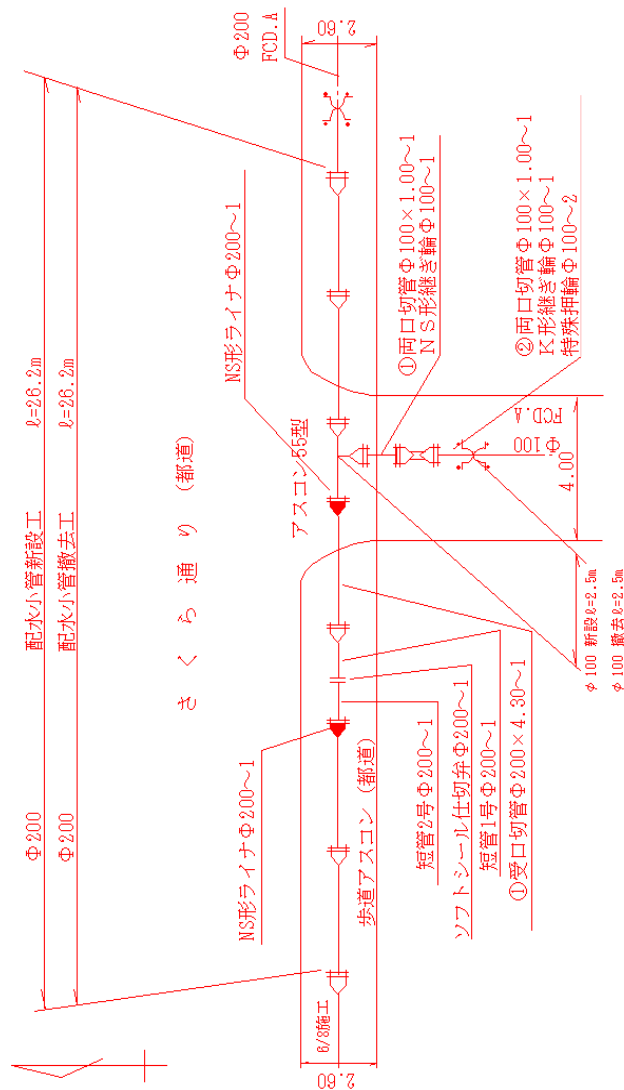 Φ200 配水小管新設工 ℓ=26.2m
Φ200 配水小管撤去工 ℓ=26.2m
さくら通り(都道)
NS形ライナΦ200～1
NS形ライナΦ200～1
Φ200
FCD.A
2.60
アスコン55型
6/8施工
2.60
歩道アスコン(都道)
短管2号Φ200～1
ソフトシール仕切弁Φ200～1
短管1号Φ200～1
①受口切管Φ200×4.30～1
①両口切管Φ100×1.00～1
NS形継ぎ輪Φ100～1
Φ100
FCD.A
4.00
②両口切管Φ100×1.00～1
K形継ぎ輪Φ100～1
特殊押輪Φ100～2
φ100 新設ℓ=2.5m
φ100 撤去ℓ=2.5m